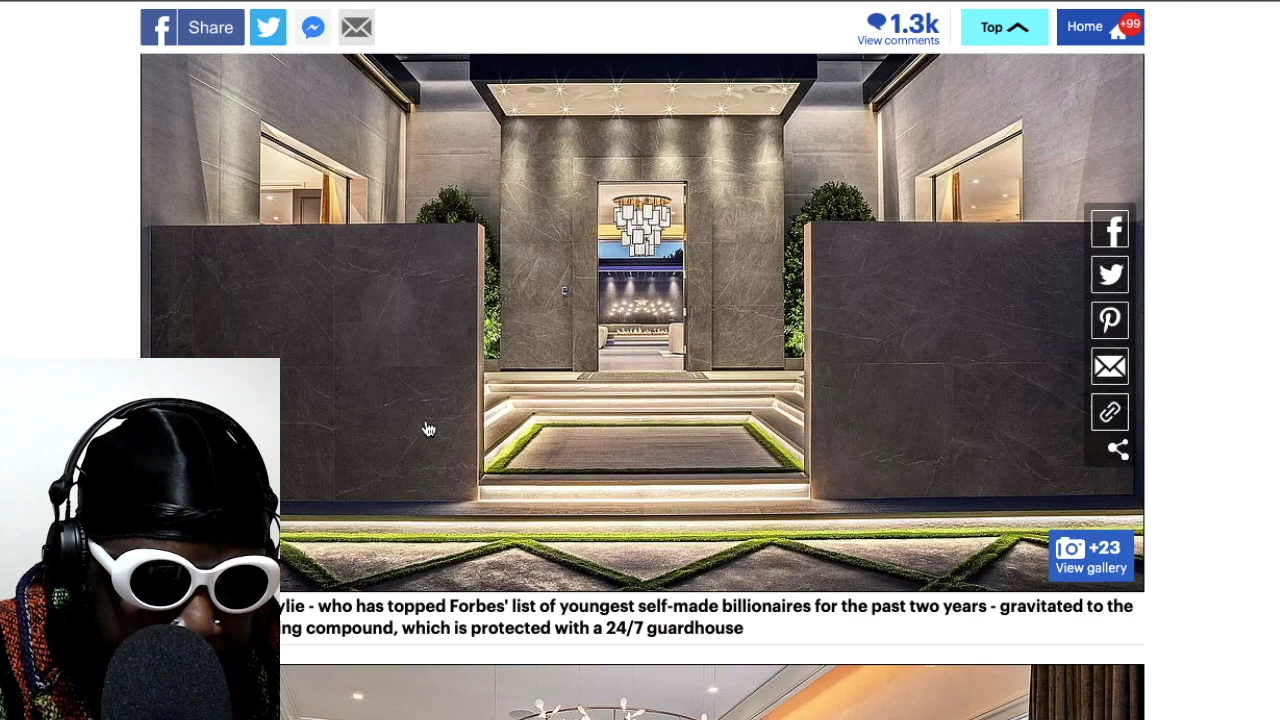 Share
1.3k
View comments
Top
Home
+99
+23
View gallery
ylie - who has topped Forbes' list of youngest self-made billionaires for the past two years - gravitated to the
ing compound, which is protected with a 24/7 guardhouse